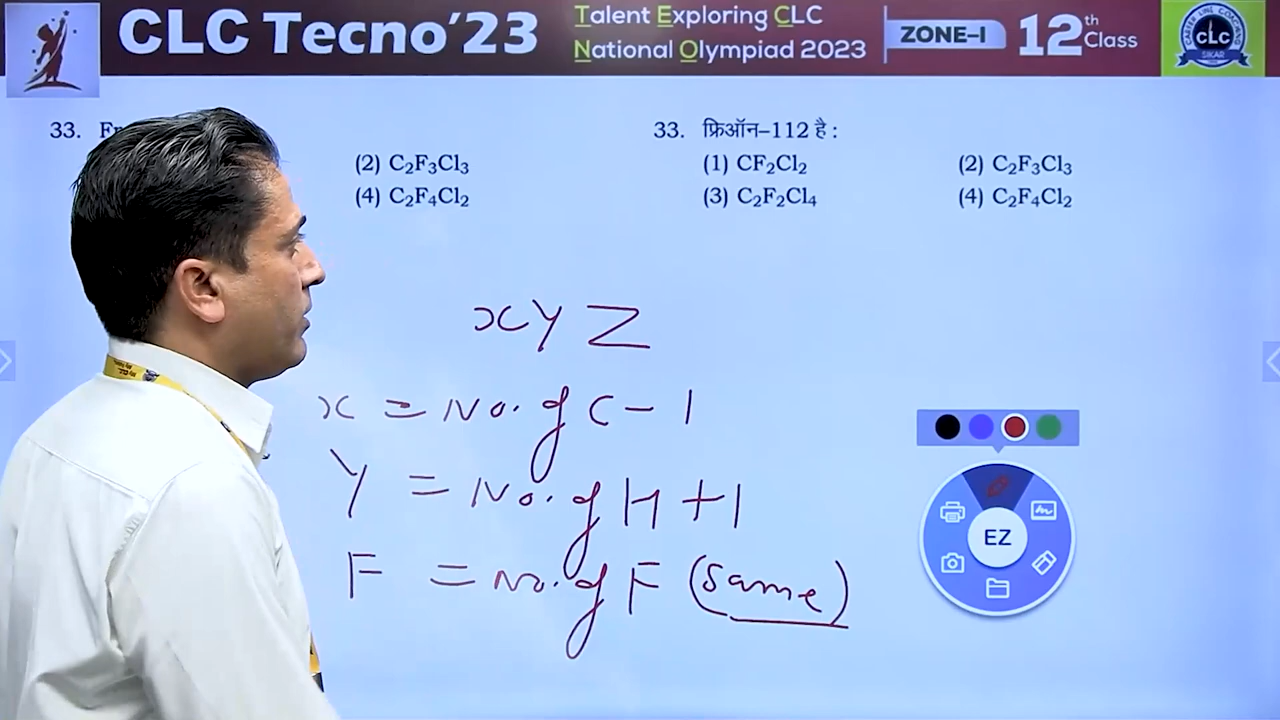 CLC Tecno'23
Talent Exploring CLC
National Olympiad 2023
ZONE–I
12th Class
CLC
SIKAR
33.
(2) C₂F₃Cl₃
(4) C₂F₄Cl₂
33. फ्रिऑन–112 है :
(1) CF₂Cl₂ (2) C₂F₃Cl₃
(3) C₂F₂Cl₄ (4) C₂F₄Cl₂
x y Z
x = No. of C – 1
Y = No. of H + 1
F = No. of F (Same)
EZ